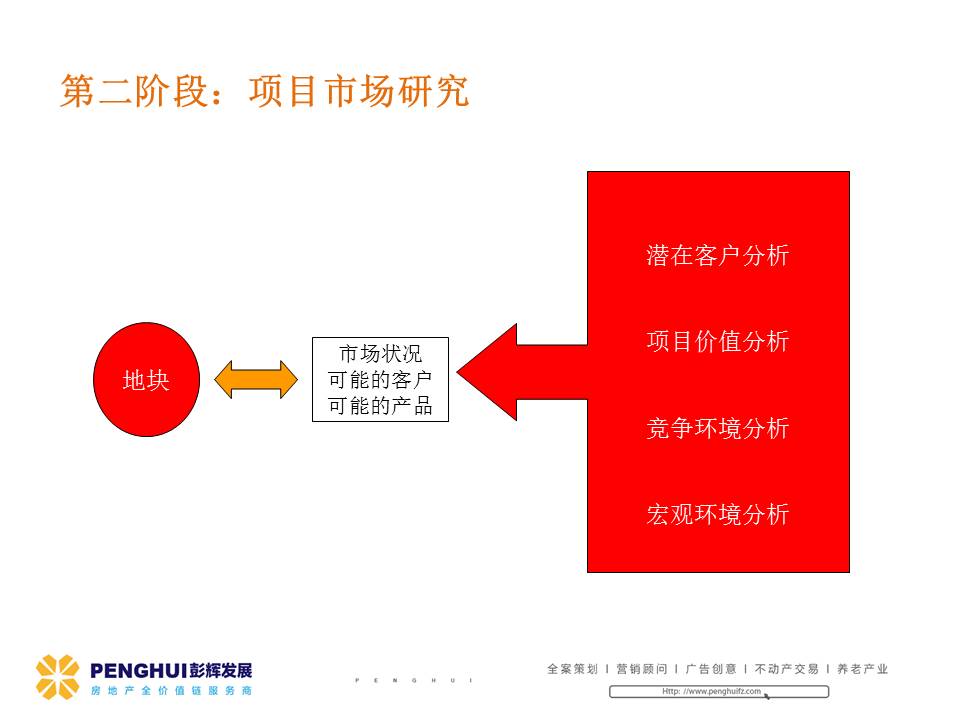 第二阶段：项目市场研究
地块
市场状况
可能的客户
可能的产品
潜在客户分析
项目价值分析
竞争环境分析
宏观环境分析
PENGHUI彭辉发展
房地产全价值链服务商
PENGHUI
全案策划 | 营销顾问 | 广告创意 | 不动产交易 | 养老产业
Http: //www.penghuifz.com